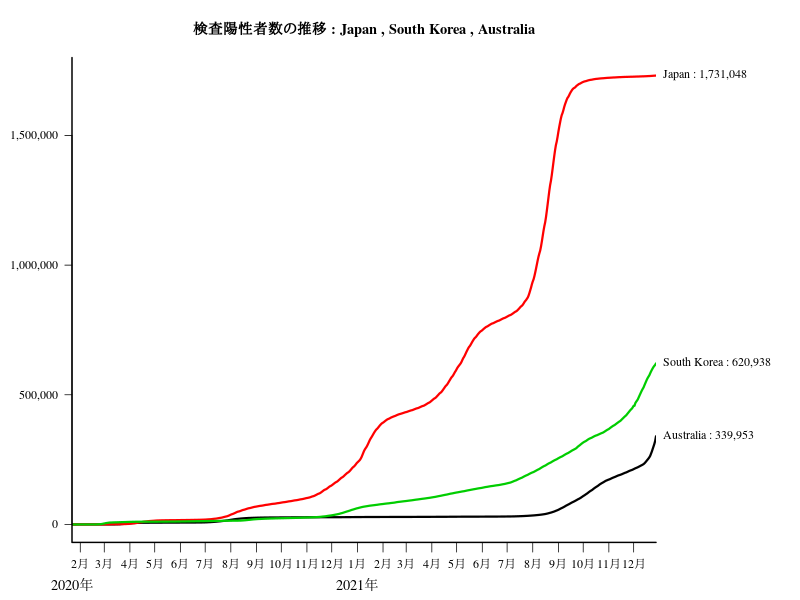 検査陽性者数の推移 : Japan , South Korea , Australia
Japan : 1,731,048
1,500,000
1,000,000
South Korea : 620,938
500,000
Australia : 339,953
0
2月 3月 4月 5月 6月 7月 8月 9月 10月 11月 12月 1月 2月 3月 4月 5月 6月 7月 8月 9月 10月 11月 12月
2020年 2021年